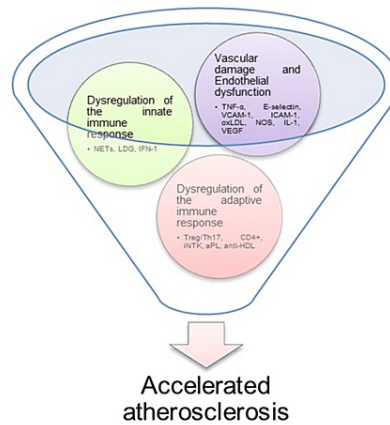 Vascular
damage and
Endothelial
dysfunction
• TNF-α, E-selectin,
VCAM-1, ICAM-1,
oxLDL, NOS, IL-1,
VEGF
Dysregulation of
the innate
immune
response
• NETs, LDG, IFN-1
Dysregulation of
the adaptive
immune
response
• Treg/Th17, CD4+,
iNTK, aPL, anti-HDL
Accelerated
atherosclerosis